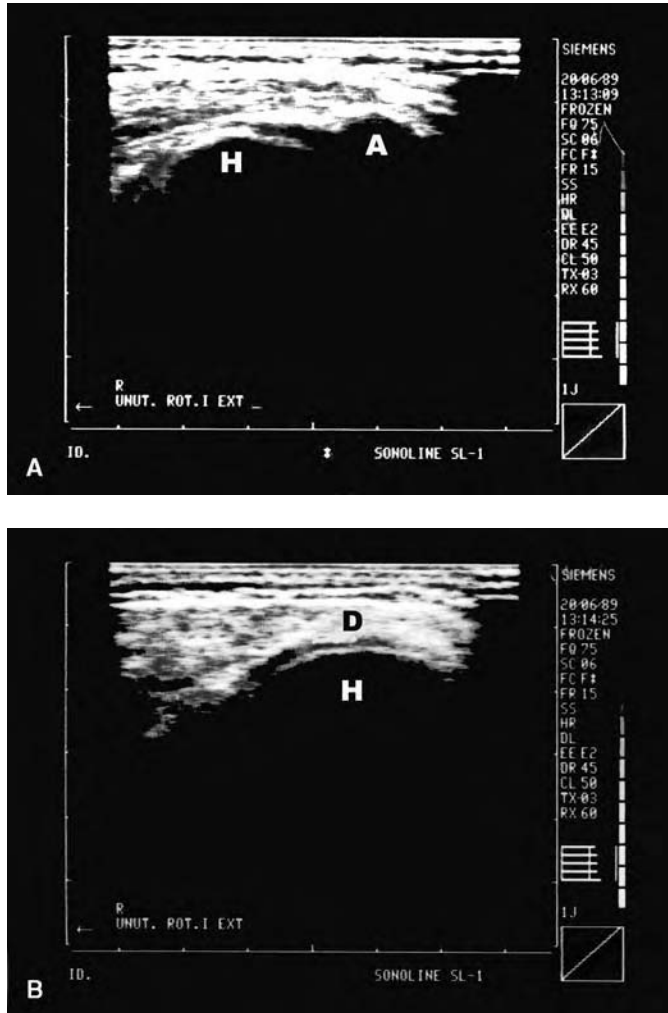 SIEMENS
20-06/89
13:13:09
FROZEN
FQ 75
SC 06
FC F‡
FR 15
SS
HR
DL
EE E2
DR 45
CL 50
TX-03
RX 60
H
A
1J
R
UNUT. ROT.I EXT _
←
ID.
‡
SONOLINE SL-1
A
SIEMENS
20-06/89
13:14:25
FROZEN
FQ 75
SC 06
FC F‡
FR 15
SS
HR
DL
EE E2
DR 45
CL 50
TX-03
RX 60
D
H
1J
R
UNUT. ROT.I EXT
←
ID.
SONOLINE SL-1
B